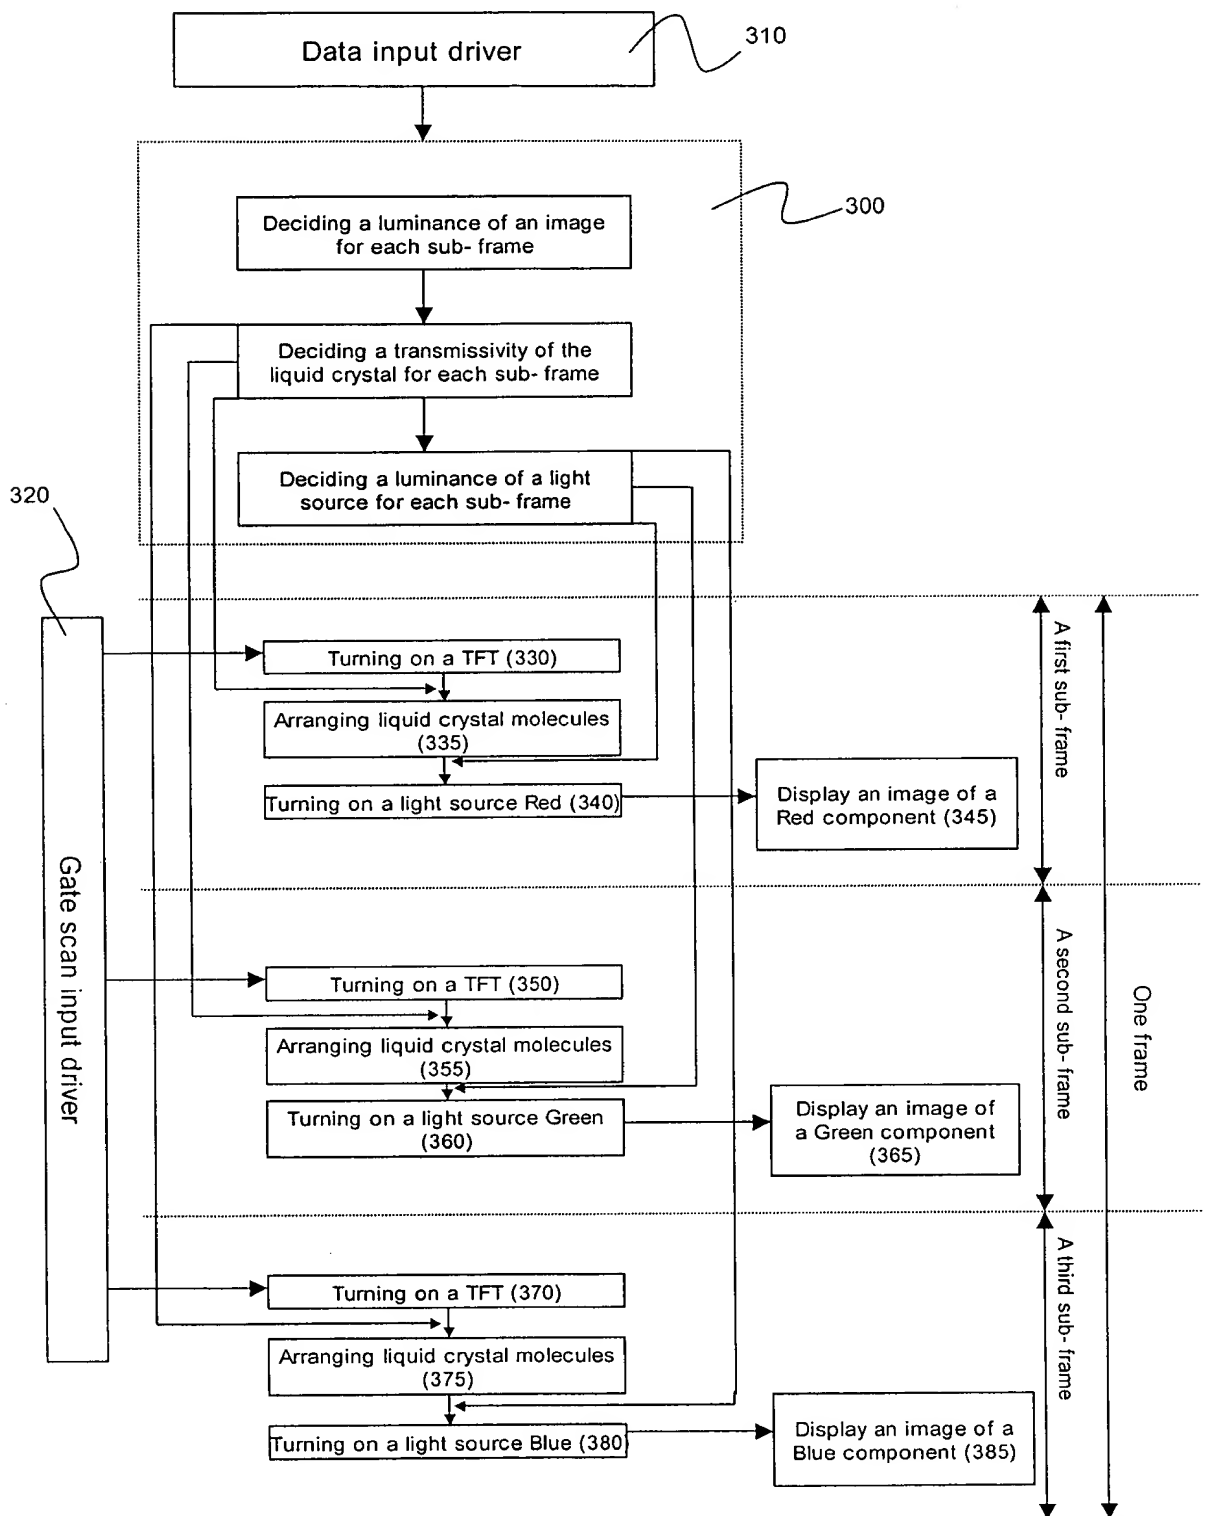 Data input driver
310
300
Deciding a luminance of an image
for each sub- frame
Deciding a transmissivity of the
liquid crystal for each sub- frame
Deciding a luminance of a light
source for each sub- frame
320
Gate scan input driver
Turning on a TFT (330)
Arranging liquid crystal molecules
(335)
Turning on a light source Red (340)
Display an image of a
Red component (345)
A first sub- frame
One frame
Turning on a TFT (350)
Arranging liquid crystal molecules
(355)
Turning on a light source Green
(360)
Display an image of
a Green component
(365)
A second sub- frame
Turning on a TFT (370)
Arranging liquid crystal molecules
(375)
Turning on a light source Blue (380)
Display an image of a
Blue component (385)
A third sub- frame